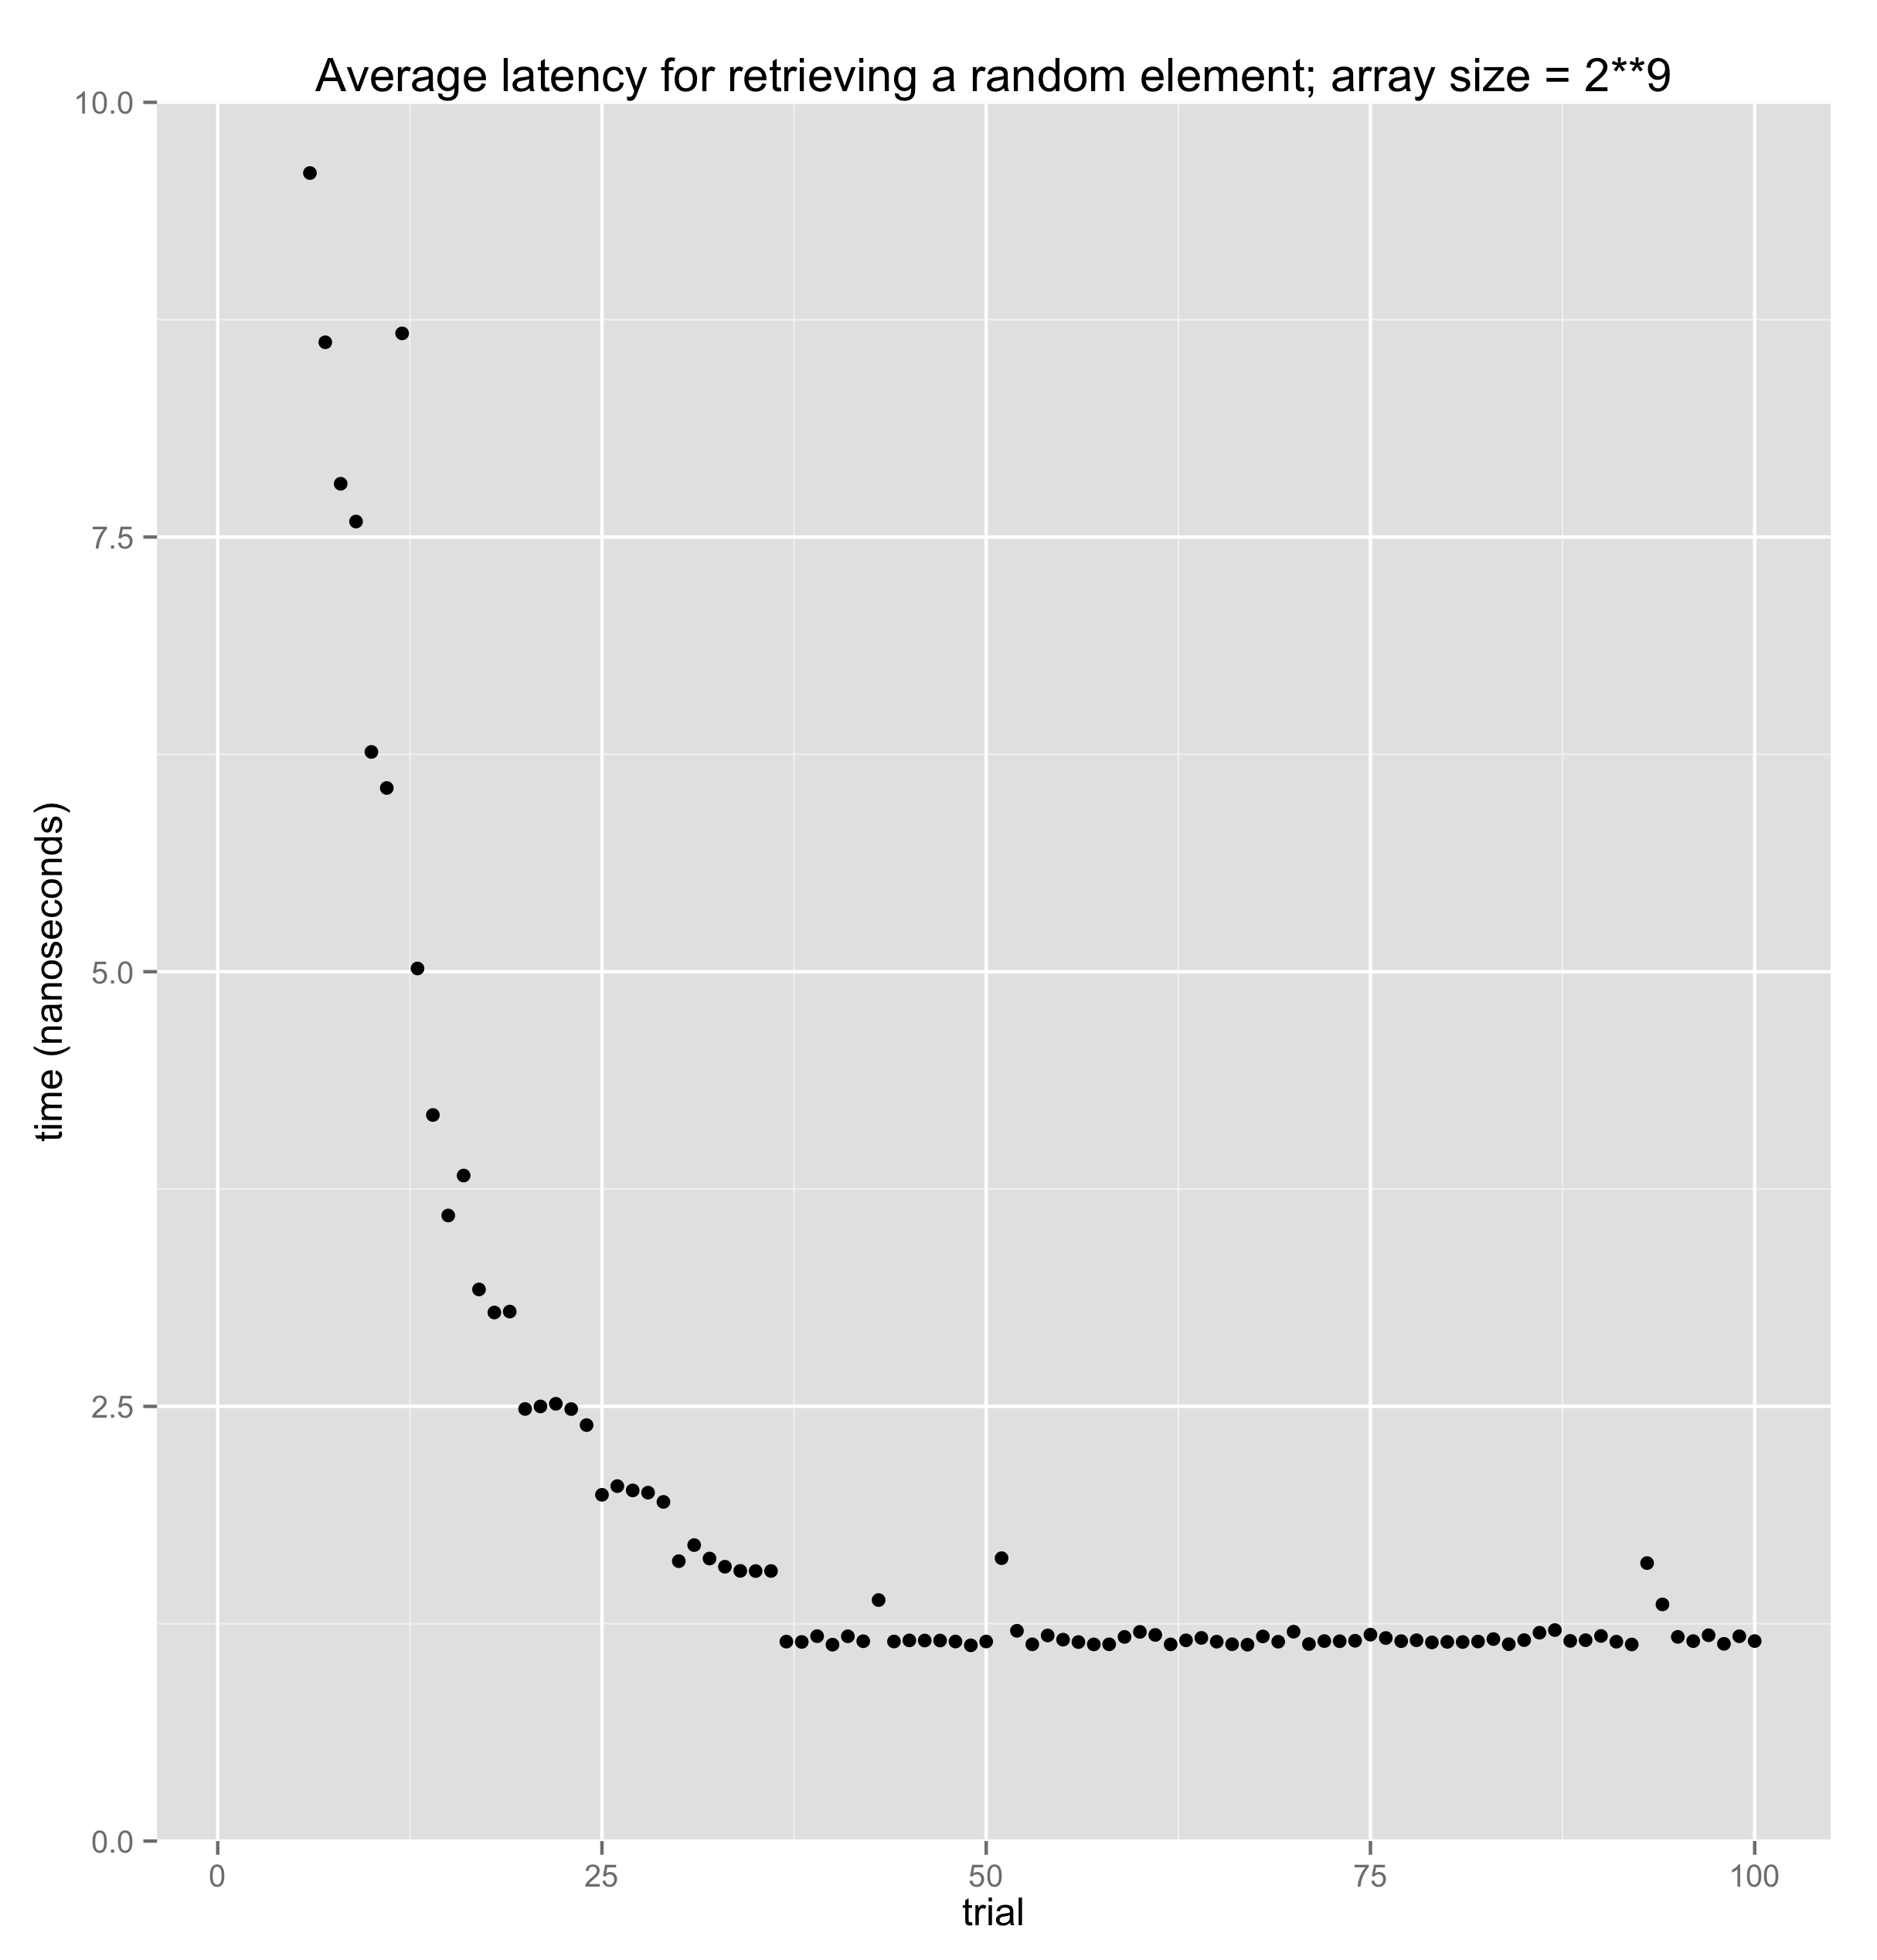 Average latency for retrieving a random element; array size = 2**9
10.0
7.5
5.0
2.5
0.0
time (nanoseconds)
0 25 50 75 100
trial